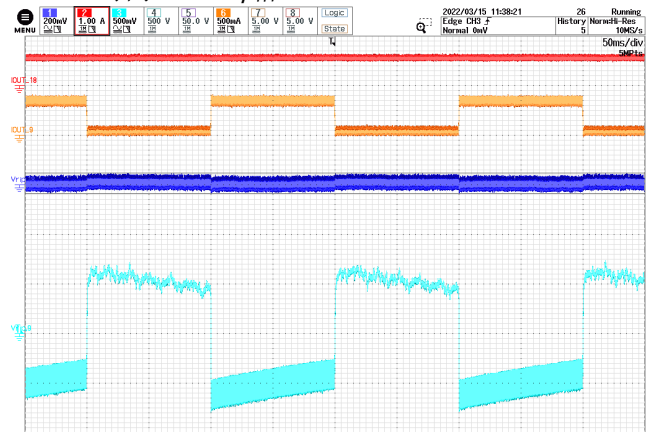 1 2 3 4 5 6 7 8 Logic
200mV 1.00 A 500mV 500 V 50.0 V 500mA 5.00 V 5.00 V
MENU State
2022/03/15 11:38:21 26 Running
Edge CH3 History Norm:Hi-Res
Normal 0mV 5 10MS/s
50ms/div
5MPts
IOUT_18
IOUT_9